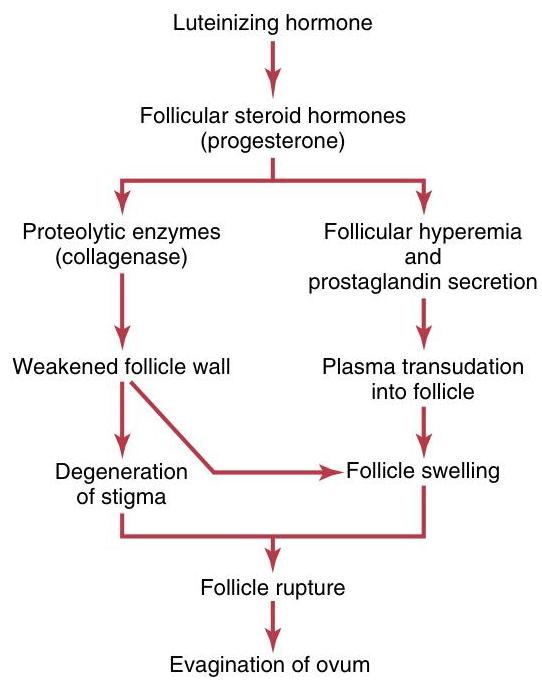 Luteinizing hormone
Follicular steroid hormones
(progesterone)
Proteolytic enzymes
(collagenase)
Follicular hyperemia
and
prostaglandin secretion
Weakened follicle wall
Plasma transudation
into follicle
Degeneration
of stigma
Follicle swelling
Follicle rupture
Evagination of ovum